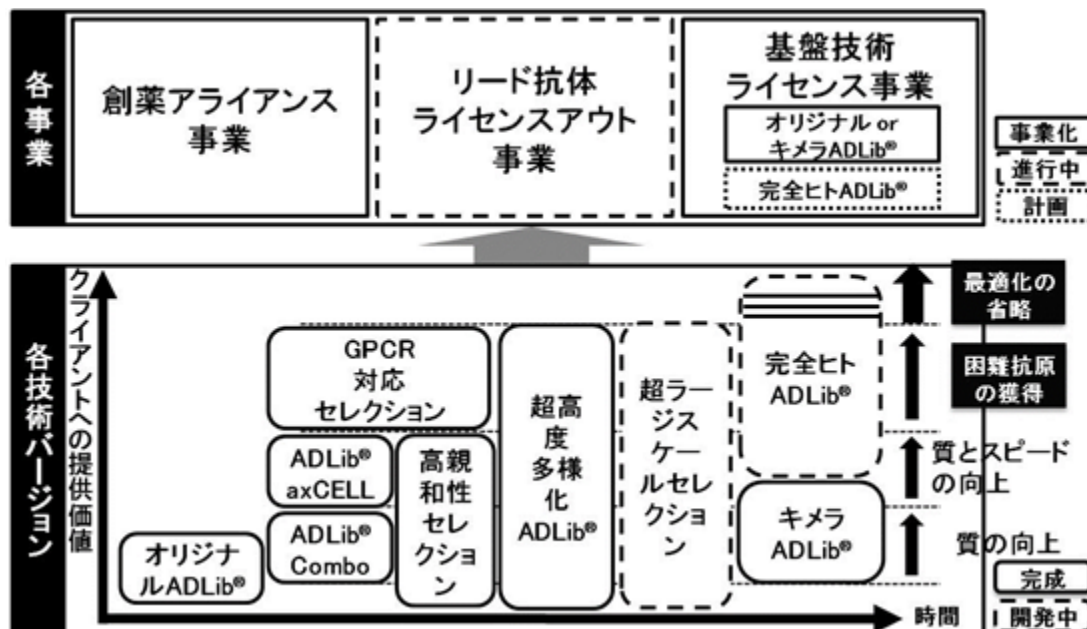 各事業
創薬アライアンス
事業
リード抗体
ライセンスアウト
事業
基盤技術
ライセンス事業
オリジナル or
キメラADLib®
完全ヒトADLib®
事業化
進行中
計画
各技術バージョン
クライアントへの提供価値
オリジナ
ルADLib®
GPCR
対応
セレクション
ADLib®
axCELL
ADLib®
Combo
高親
和性セ
レク
ショ
ン
超高
度
多様
化
ADLib®
超ラー
ジス
ケー
ルセレ
クショ
ン
完全ヒト
ADLib®
キメラ
ADLib®
最適化の
省略
困難抗原
の獲得
質とスピード
の向上
質の向上
時間
完成
開発中